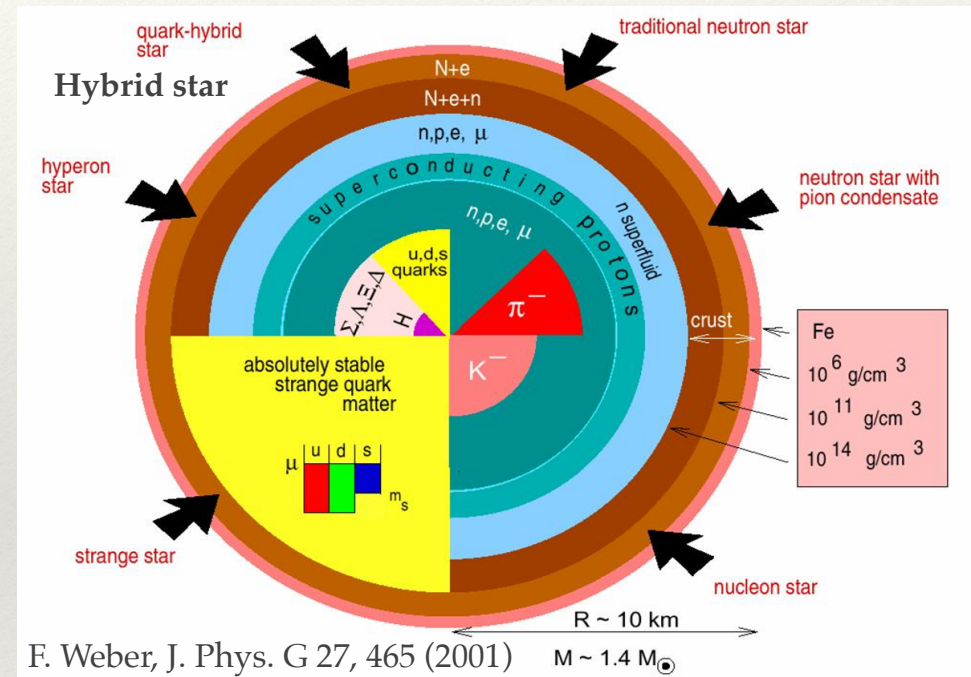 quark-hybrid
star
traditional neutron star
Hybrid star
N+e
N+e+n
n,p,e, μ
hyperon
star
superconducting protons
n superfluid
neutron star with
pion condensate
n,p,e, μ
u,d,s
quarks
Σ,Λ,Ξ,Δ
H
π⁻
K⁻
crust
Fe
10⁶ g/cm³
10¹¹ g/cm³
10¹⁴ g/cm³
absolutely stable
strange quark
matter
u d s
μ
mₛ
strange star
nucleon star
R ~ 10 km
M ~ 1.4 M☉
F. Weber, J. Phys. G 27, 465 (2001)